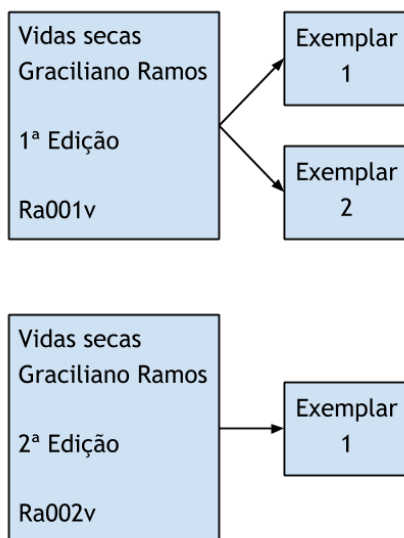 Vidas secas
Graciliano Ramos
1ª Edição
Ra001v
Exemplar
1
Exemplar
2
Vidas secas
Graciliano Ramos
2ª Edição
Ra002v
Exemplar
1